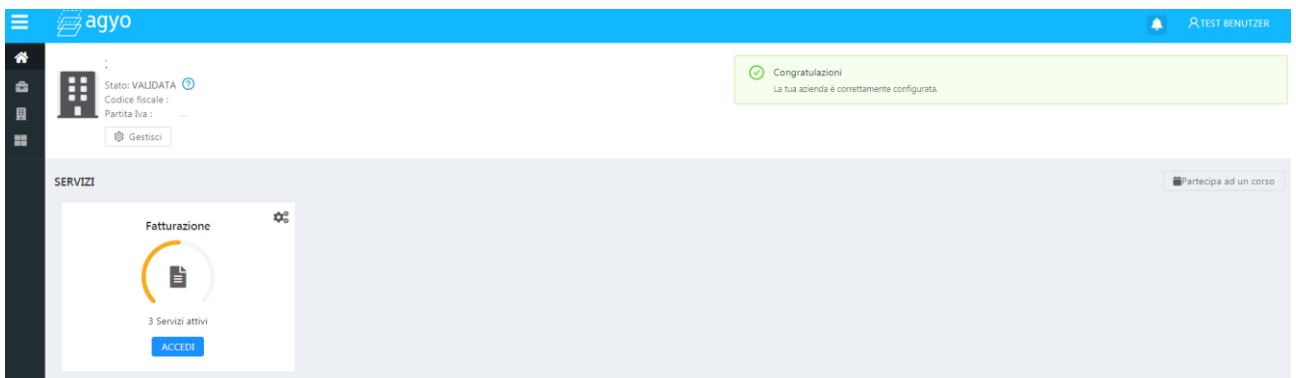 agyo
TEST BENUTZER
:
Stato: VALIDATA ?
Codice fiscale :
Partita Iva :
Gestisci
Congratulazioni
La tua azienda è correttamente configurata.
SERVIZI
Partecipa ad un corso
Fatturazione
3 Servizi attivi
ACCEDI